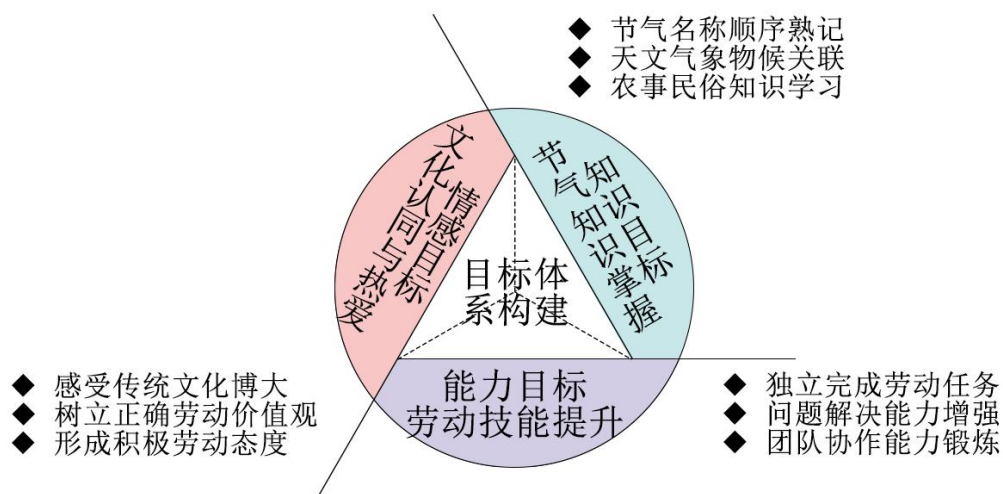 节气名称顺序熟记
天文气象物候关联
农事民俗知识学习
情感目标
文化认同与热爱
知识目标
节气知识掌握
目标体
系构建
能力目标
劳动技能提升
感受传统文化博大
树立正确劳动价值观
形成积极劳动态度
独立完成劳动任务
问题解决能力增强
团队协作能力锻炼